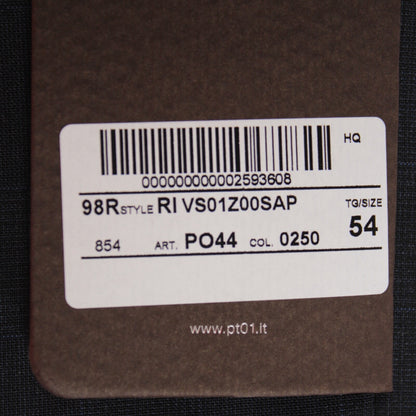 HQ
000000000002593608
98R STYLE RI VS01Z00SAP TG/SIZE
854 ART. PO44 COL. 0250 54
www.pt01.it